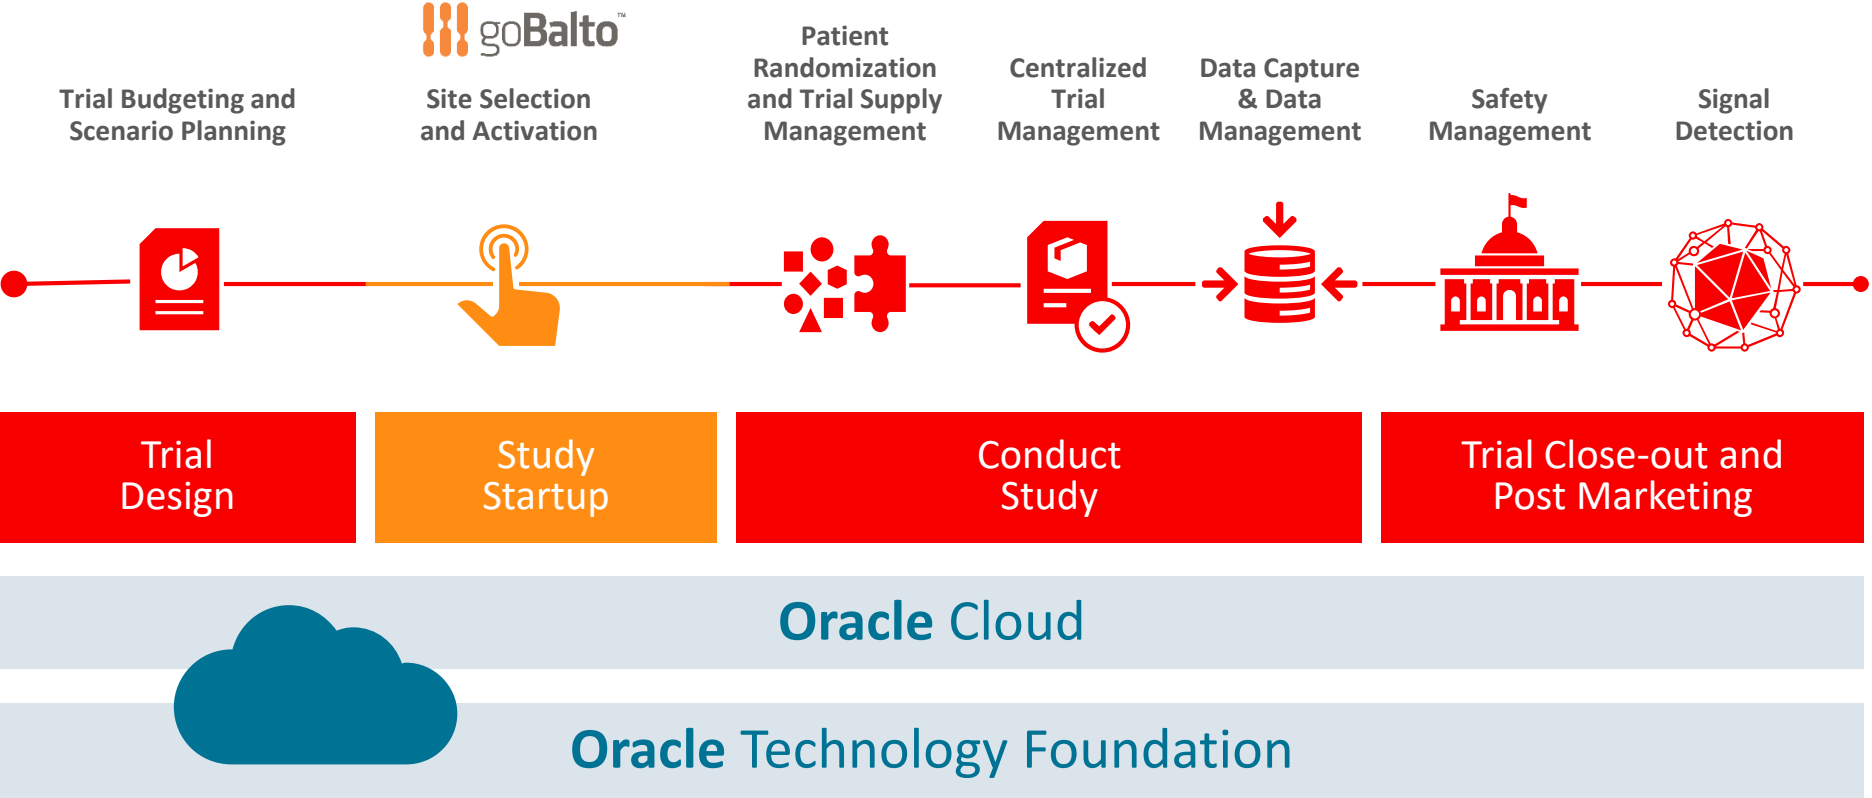 goBalto™
Trial Budgeting and
Scenario Planning
Site Selection
and Activation
Patient
Randomization
and Trial Supply
Management
Centralized
Trial
Management
Data Capture
& Data
Management
Safety
Management
Signal
Detection
Trial
Design
Study
Startup
Conduct
Study
Trial Close-out and
Post Marketing
Oracle Cloud
Oracle Technology Foundation